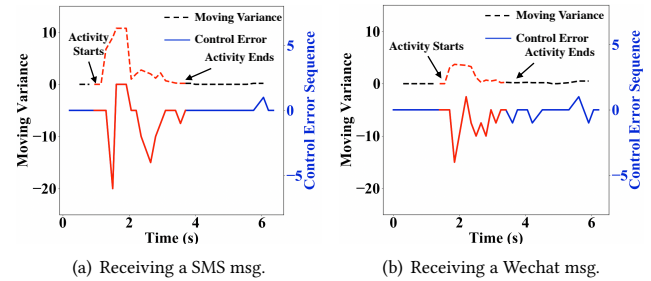 Moving Variance
Control Error
Activity
Starts
Activity Ends
10
0
−10
−20
5
0
−5
0
2
4
6
Moving Variance
Control Error Sequence
Time (s)
(a) Receiving a SMS msg.
Moving Variance
Control Error
Activity Starts
Activity Ends
10
0
−10
−20
5
0
−5
0
2
4
6
Moving Variance
Control Error Sequence
Time (s)
(b) Receiving a Wechat msg.